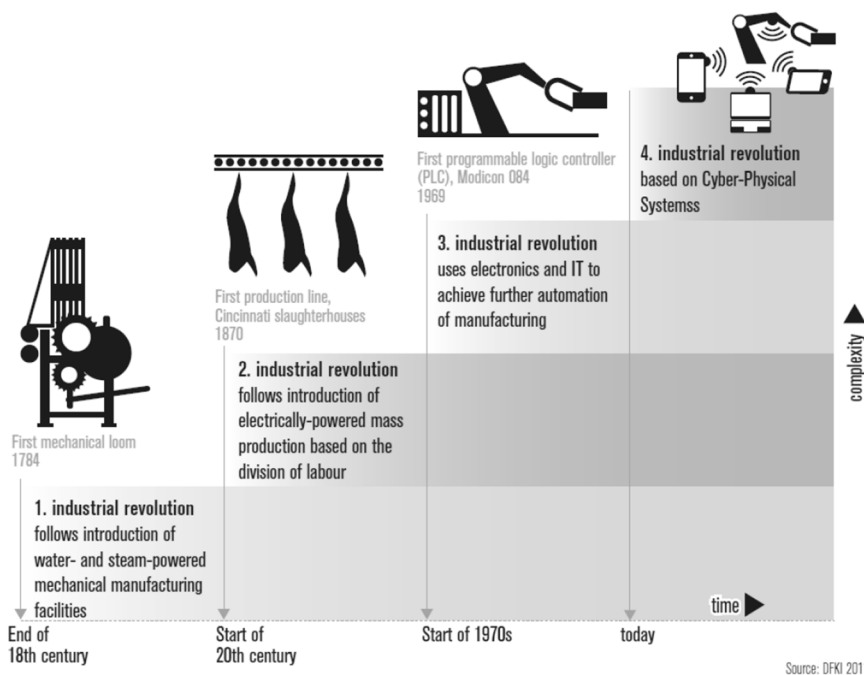 First programmable logic controller
(PLC), Modicon 084
1969
4. industrial revolution
based on Cyber-Physical
Systemss
3. industrial revolution
uses electronics and IT to
achieve further automation
of manufacturing
First production line,
Cincinnati slaughterhouses
1870
2. industrial revolution
follows introduction of
electrically-powered mass
production based on the
division of labour
First mechanical loom
1784
1. industrial revolution
follows introduction of
water- and steam-powered
mechanical manufacturing
facilities
complexity
time
End of
18th century
Start of
20th century
Start of 1970s
today
Source: DFKI 201